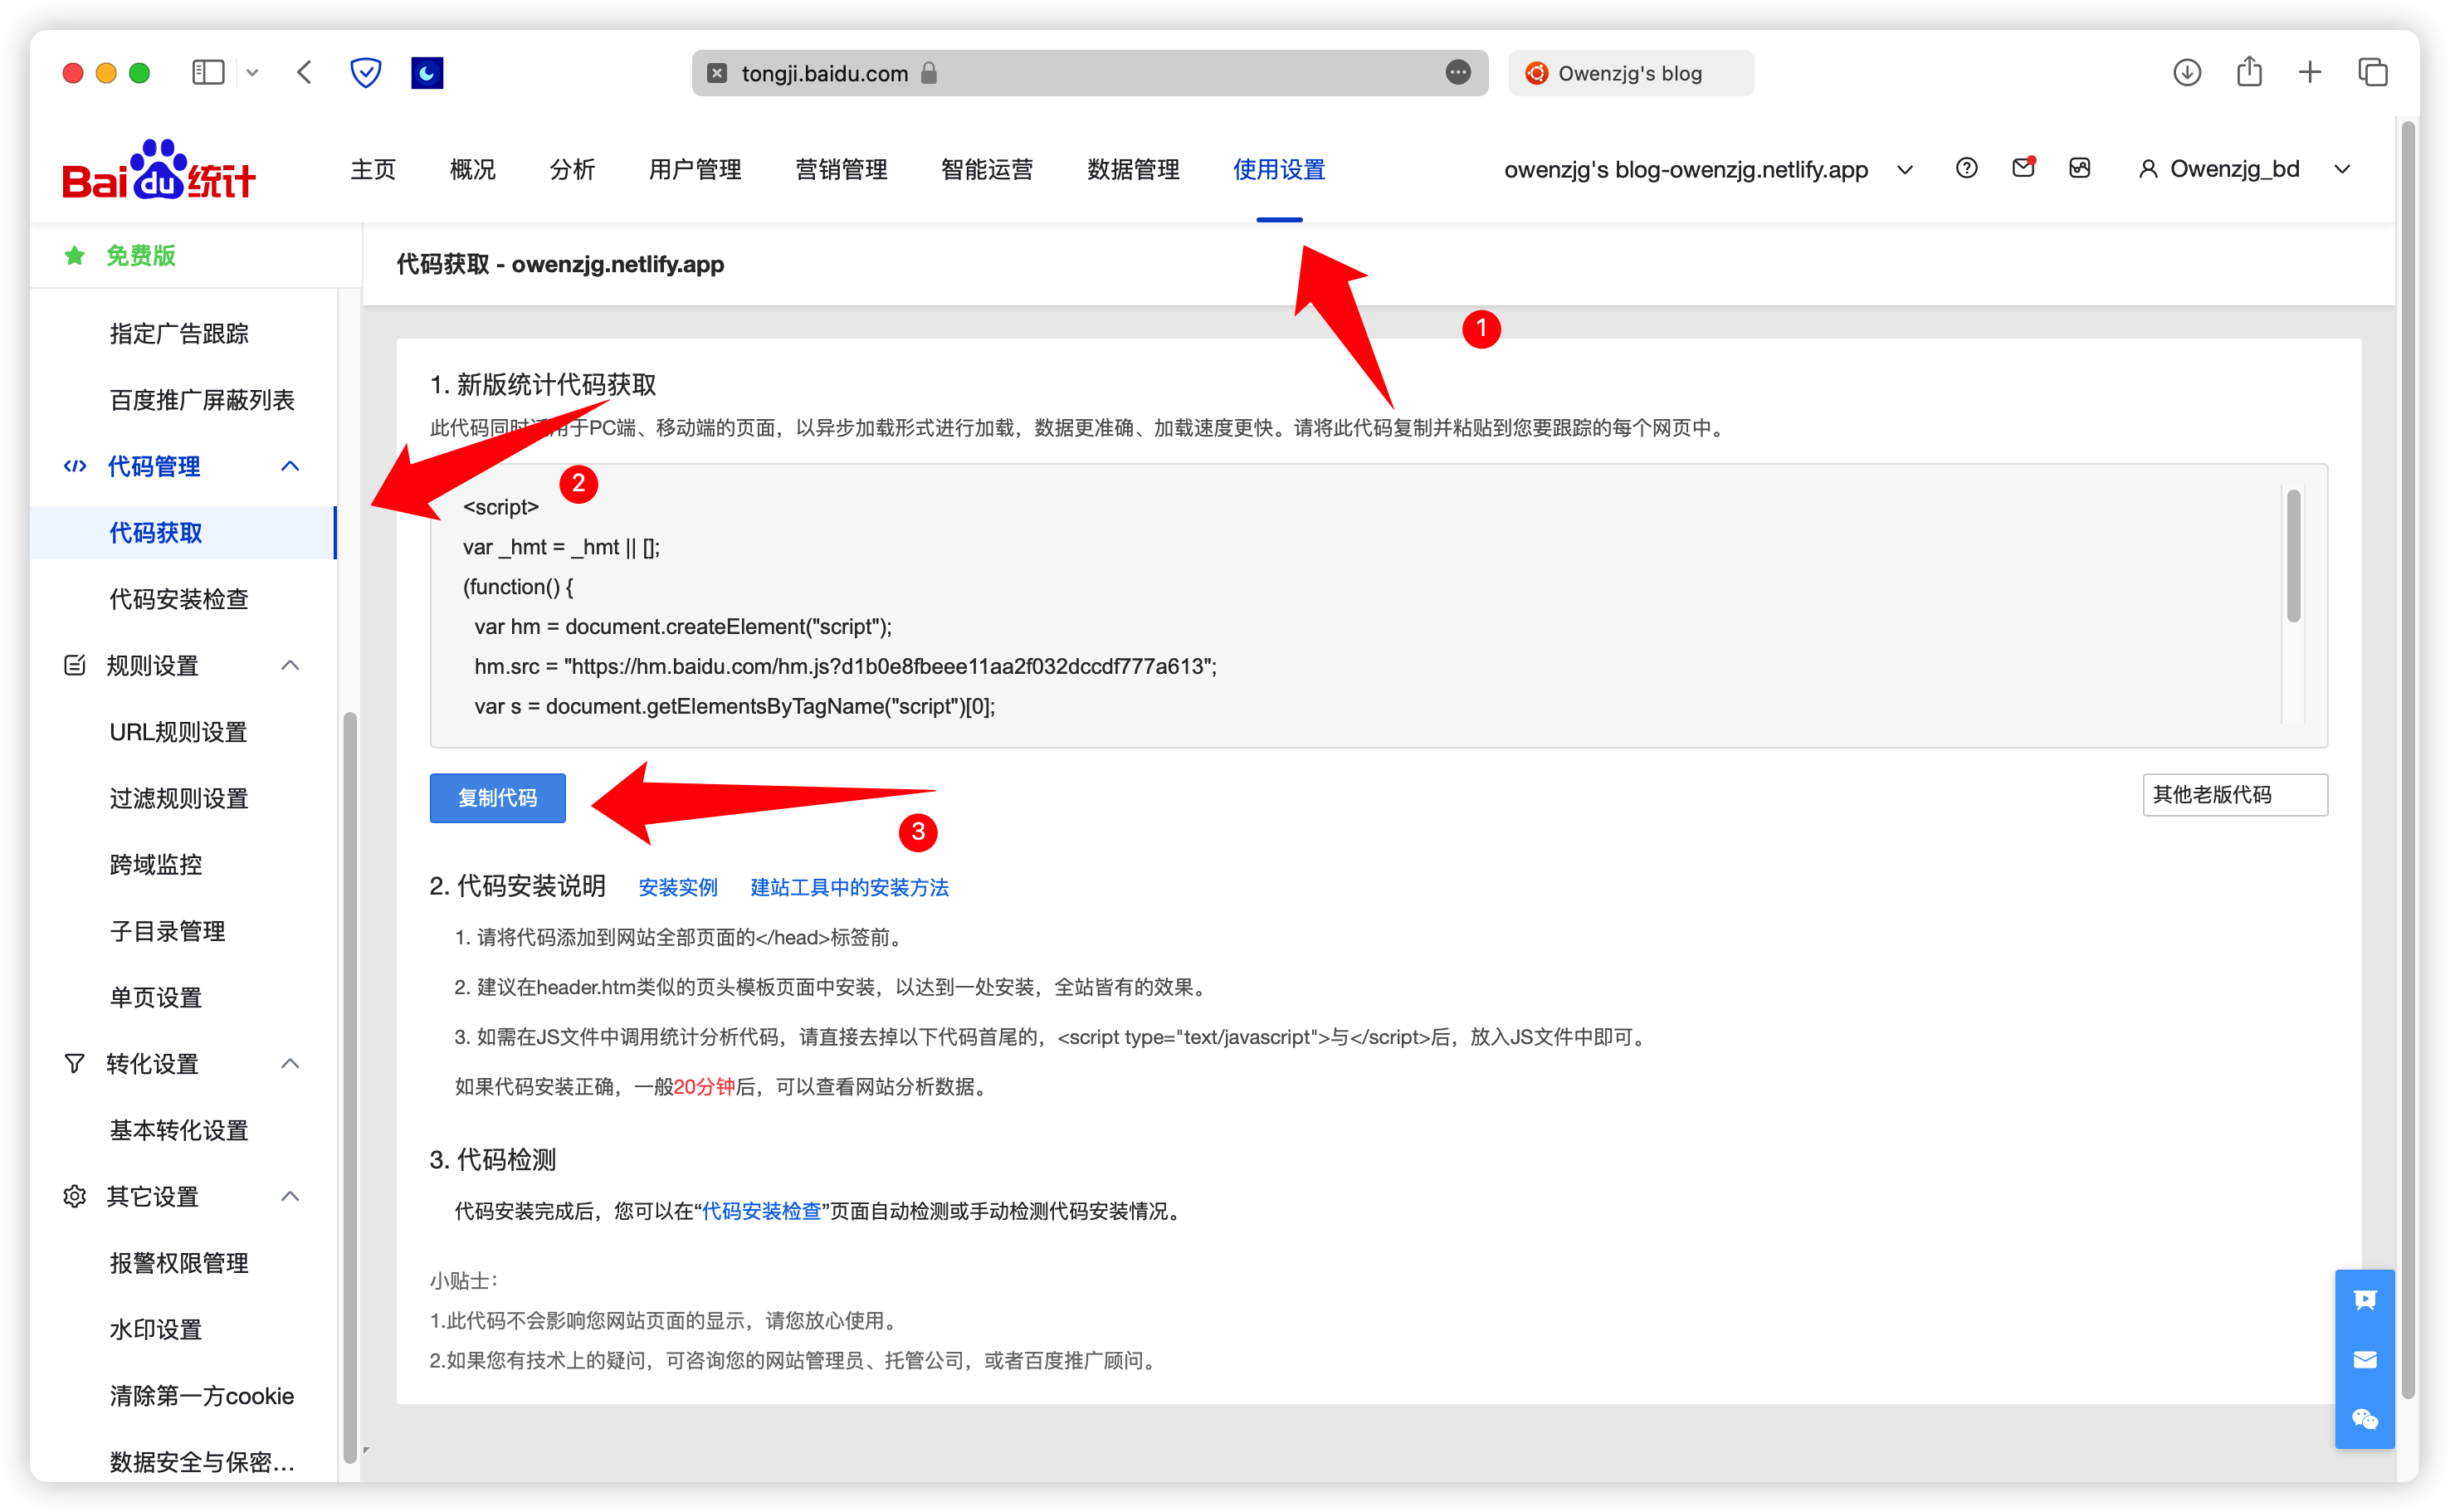 tongji.baidu.com
Owenzjg's blog
Bai du 统计
主页 概况 分析 用户管理 营销管理 智能运营 数据管理 使用设置
owenzjg's blog-owenzjg.netlify.app
Owenzjg_bd
免费版
指定广告跟踪
百度推广屏蔽列表
代码管理
代码获取
代码安装检查
规则设置
URL规则设置
过滤规则设置
跨域监控
子目录管理
单页设置
转化设置
基本转化设置
其它设置
报警权限管理
水印设置
清除第一方cookie
数据安全与保密...
代码获取 - owenzjg.netlify.app
1
1. 新版统计代码获取
此代码同时适用于PC端、移动端的页面，以异步加载形式进行加载，数据更准确、加载速度更快。请将此代码复制并粘贴到您要跟踪的每个网页中。
2
<script>
var _hmt = _hmt || [];
(function() {
var hm = document.createElement("script");
hm.src = "https://hm.baidu.com/hm.js?d1b0e8fbeee11aa2f032dccdf777a613";
var s = document.getElementsByTagName("script")[0];
复制代码
3
其他老版代码
2. 代码安装说明 安装实例 建站工具中的安装方法
1. 请将代码添加到网站全部页面的</head>标签前。
2. 建议在header.htm类似的页头模板页面中安装，以达到一处安装，全站皆有的效果。
3. 如需在JS文件中调用统计分析代码，请直接去掉以下代码首尾的，<script type="text/javascript">与</script>后，放入JS文件中即可。
如果代码安装正确，一般20分钟后，可以查看网站分析数据。
3. 代码检测
代码安装完成后，您可以在“代码安装检查”页面自动检测或手动检测代码安装情况。
小贴士：
1.此代码不会影响您网站页面的显示，请您放心使用。
2.如果您有技术上的疑问，可咨询您的网站管理员、托管公司，或者百度推广顾问。